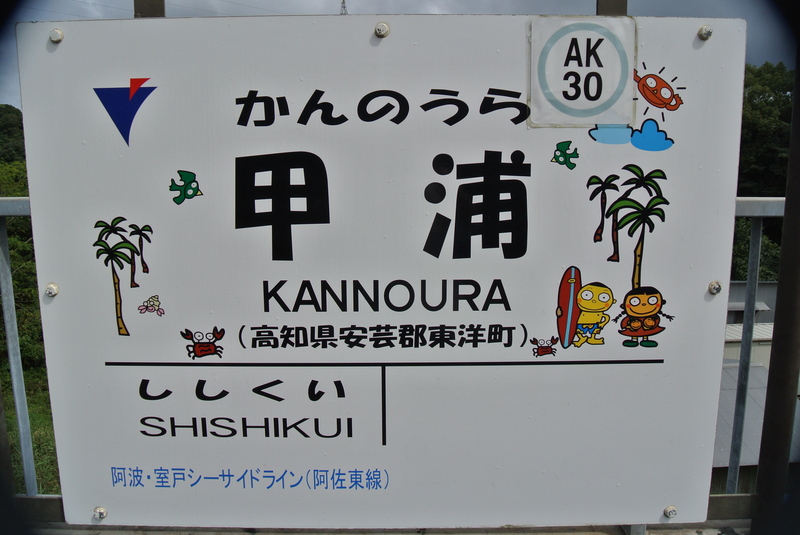 AK
30
かんのうら
甲浦
KANNOURA
(高知県安芸郡東洋町)
ししくい
SHISHIKUI
阿波・室戸シーサイドライン(阿佐東線)